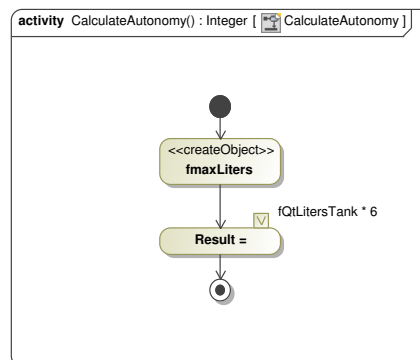 activity CalculateAutonomy() : Integer [ CalculateAutonomy ]
<<createObject>>
fmaxLiters
fQtLitersTank * 6
Result =